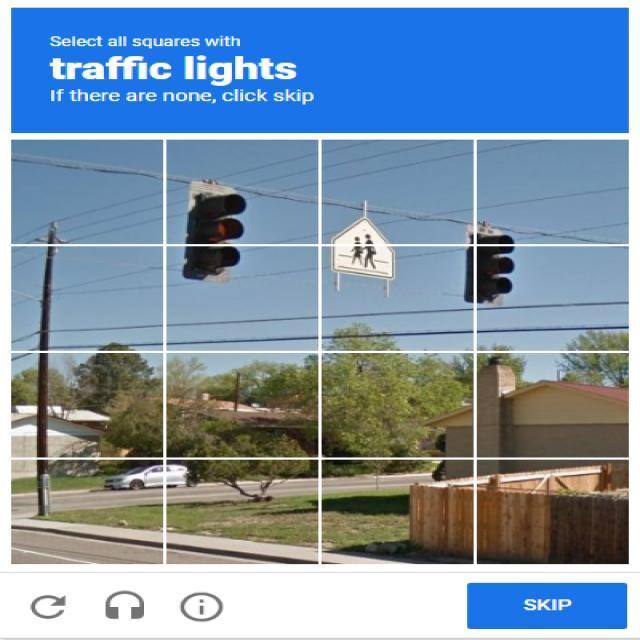 Select all squares with
traffic lights
If there are none, click skip
SKIP